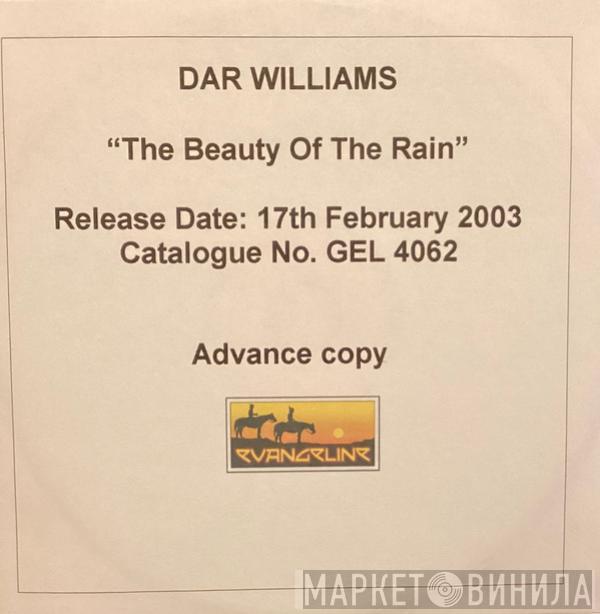 DAR WILLIAMS
“The Beauty Of The Rain”
Release Date: 17th February 2003
Catalogue No. GEL 4062
Advance copy
EVANGELINE
МАРКЕТ ВИНИЛА